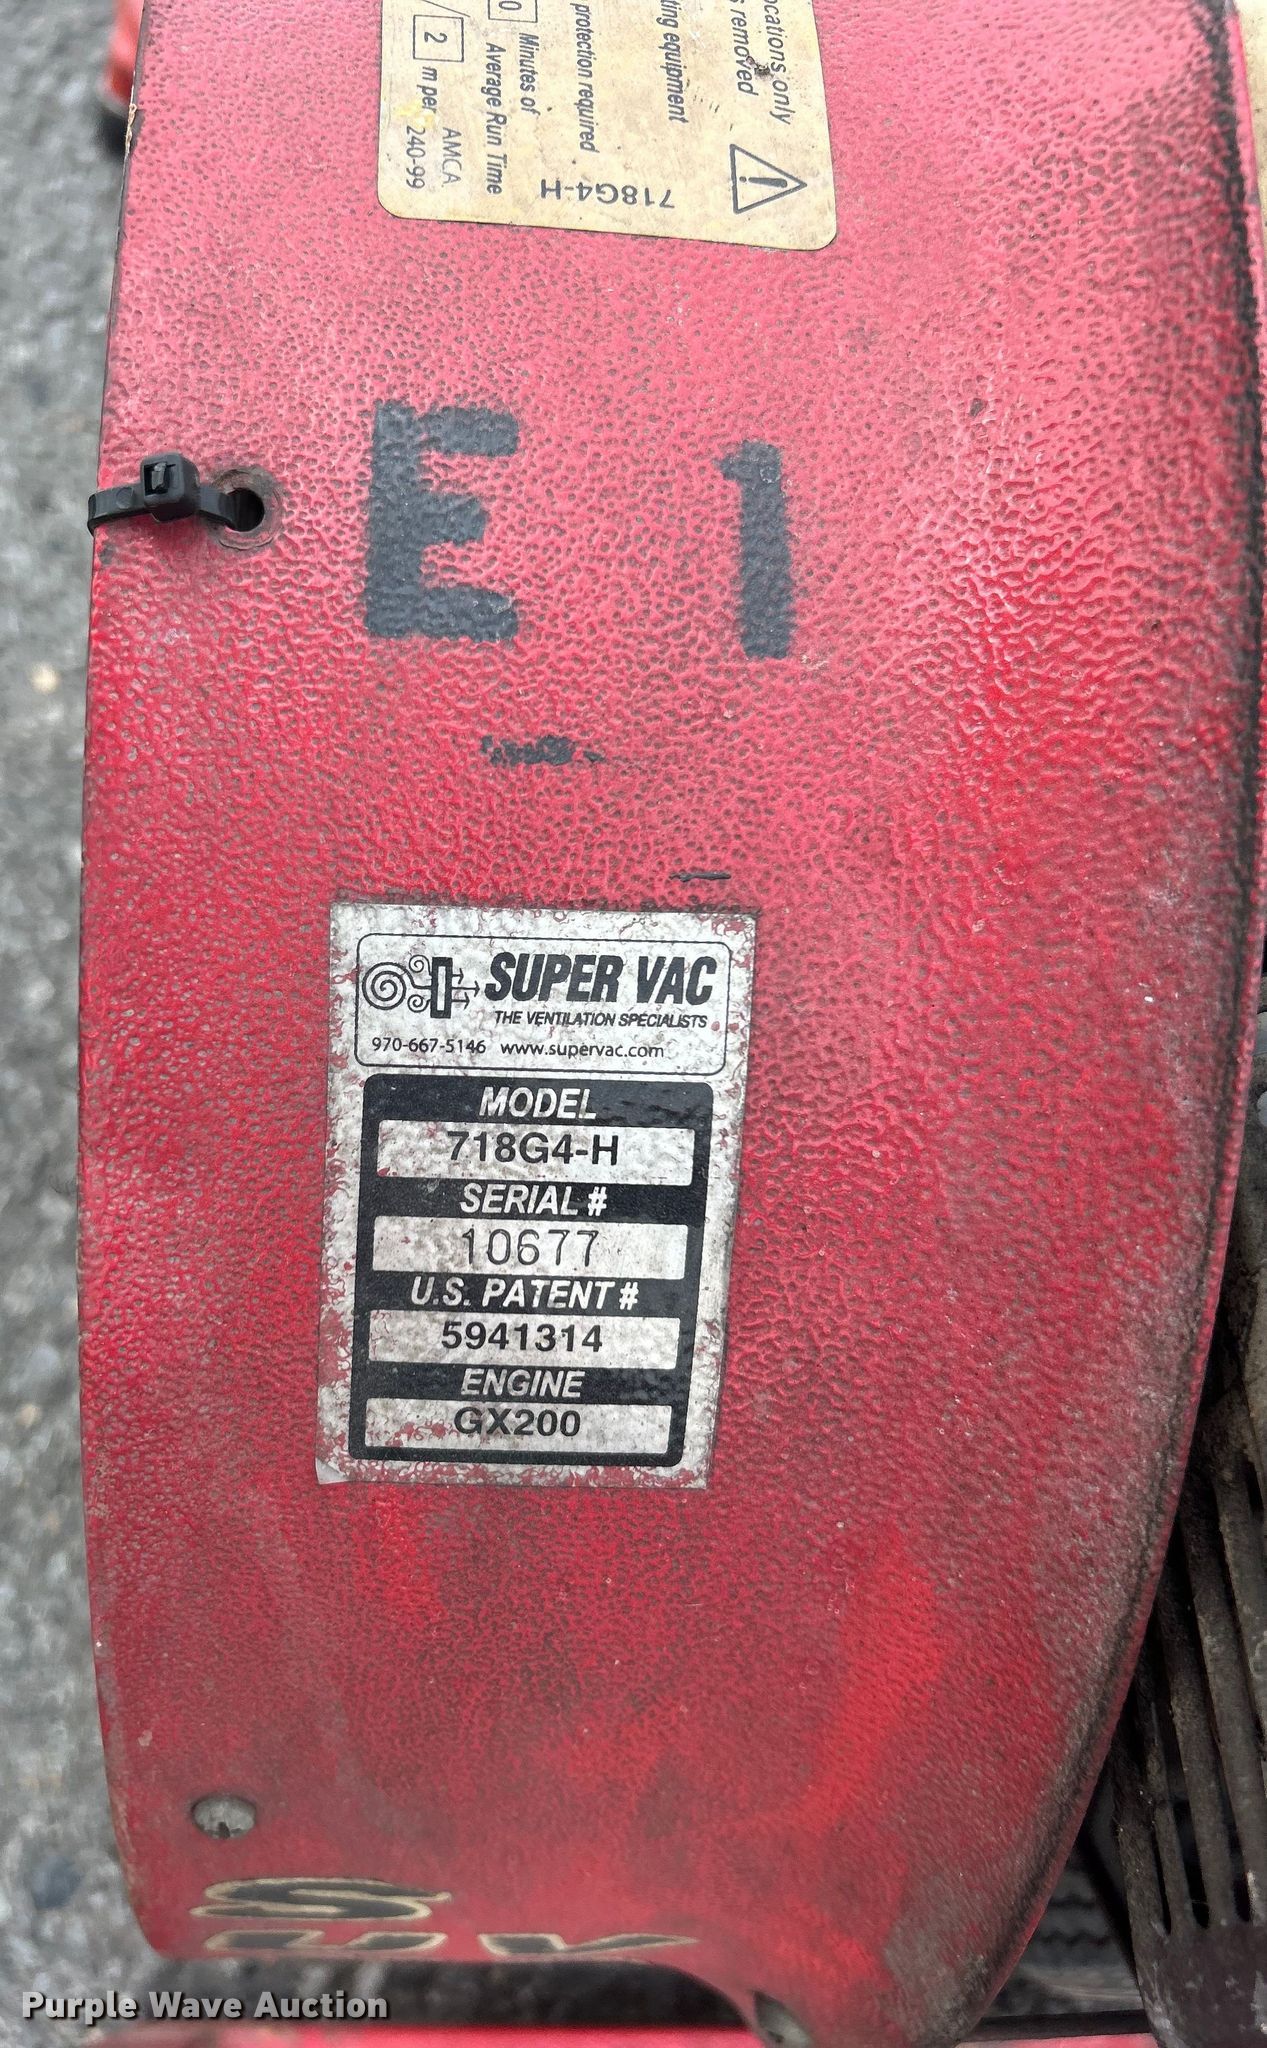 ocations only
s removed
ting equipment
protection required
718G4-H
0 Minutes of
Average Run Time
/ 2 m per AMCA
240-99
E 1
SUPER VAC
THE VENTILATION SPECIALISTS
970-667-5146 www.supervac.com
MODEL
718G4-H
SERIAL #
10677
U.S. PATENT #
5941314
ENGINE
GX200
S
Purple Wave Auction